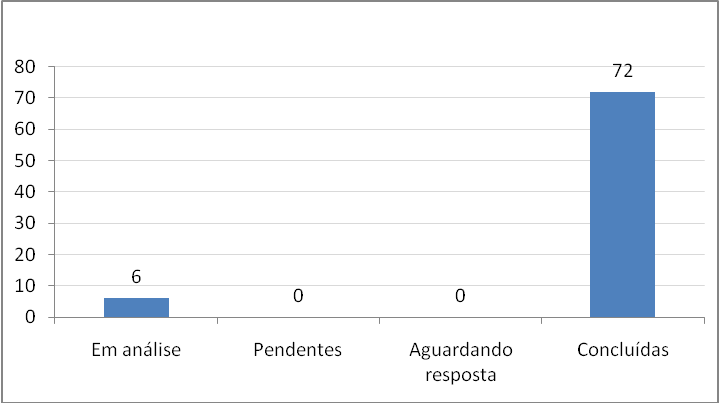 80
70
60
50
40
30
20
10
0
6
0
0
72
Em análise
Pendentes
Aguardando
resposta
Concluídas